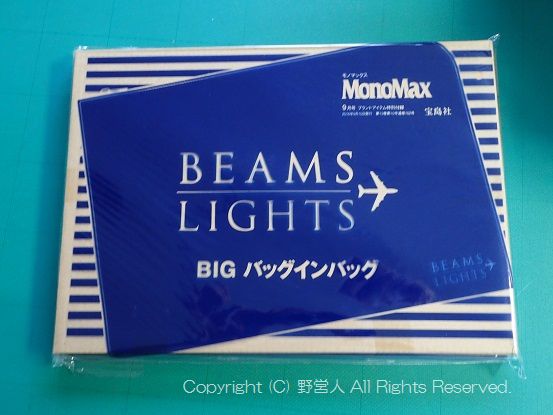 モノマックス
MonoMax
9月号 ブランドアイテム特別付録
宝島社
BEAMS
LIGHTS
BIG バッグインバッグ
BEAMS
LIGHTS
Copyright (C) 野営人 All Rights Reserved.